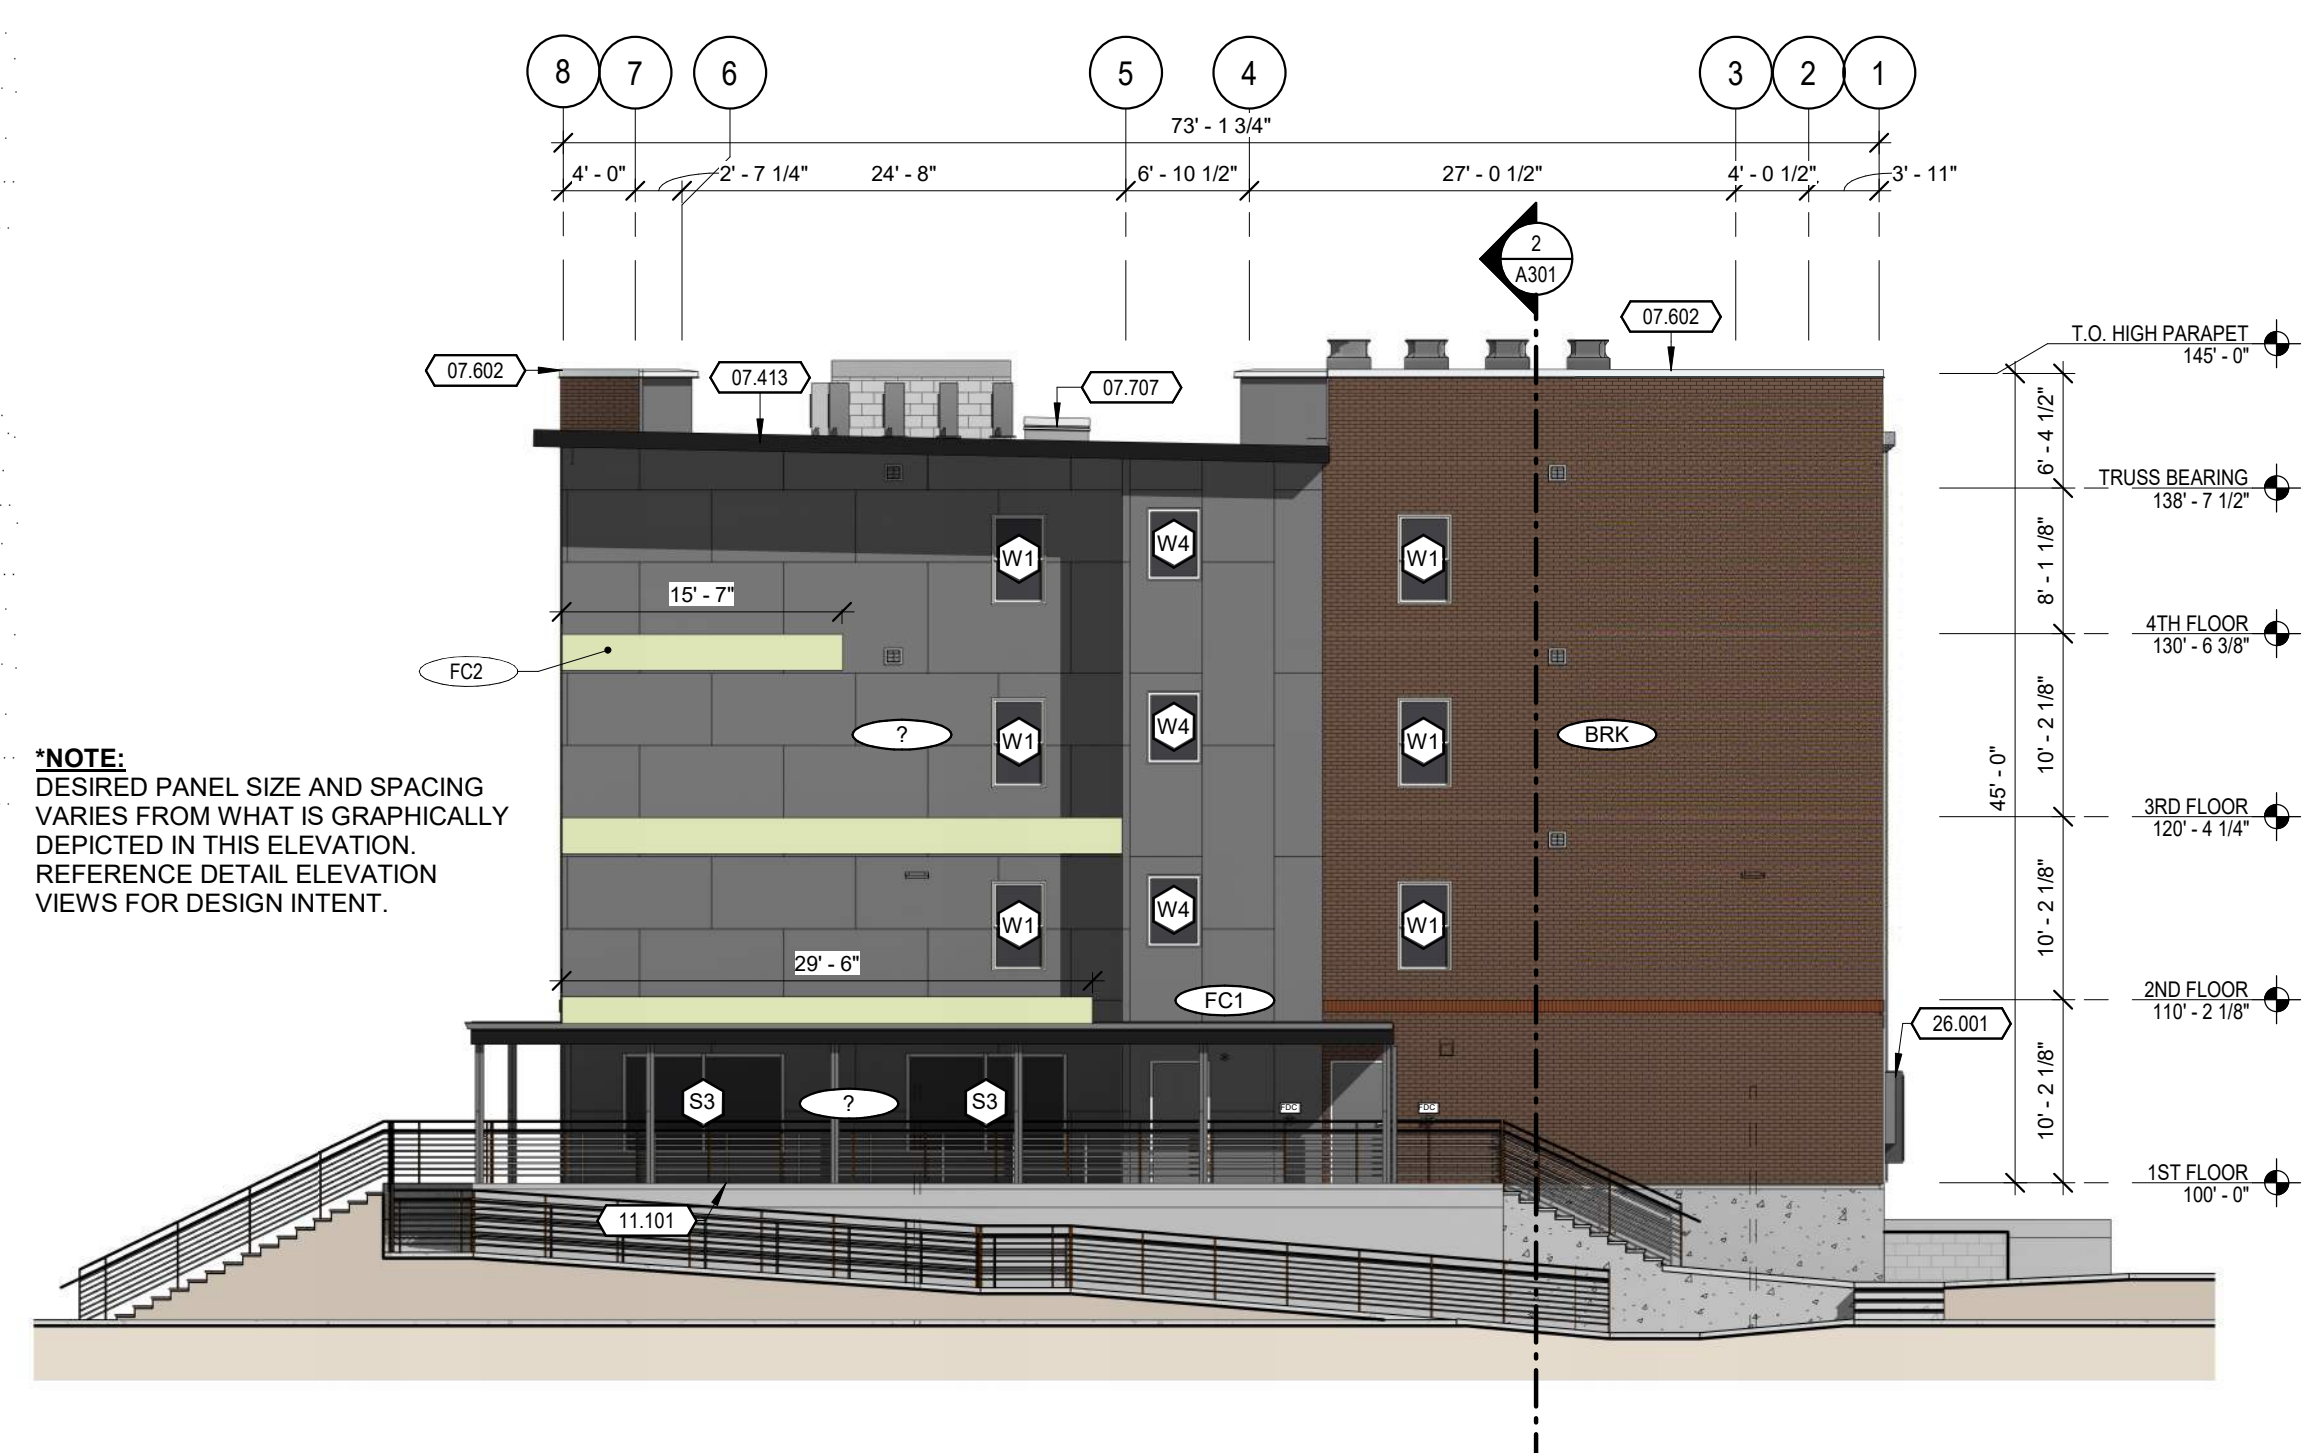 8 7 6 5 4 3 2 1
73' - 1 3/4"
4' - 0" 2' - 7 1/4" 24' - 8" 6' - 10 1/2" 27' - 0 1/2" 4' - 0 1/2" 3' - 11"
2
A301
07.602
07.602
07.413
07.707
T.O. HIGH PARAPET
145' - 0"
6' - 4 1/2"
TRUSS BEARING
138' - 7 1/2"
8' - 1 1/8"
W1 W4 W1
15' - 7"
4TH FLOOR
130' - 6 3/8"
FC2
10' - 2 1/8"
? W1 W4 W1 BRK
*NOTE:
DESIRED PANEL SIZE AND SPACING
VARIES FROM WHAT IS GRAPHICALLY
DEPICTED IN THIS ELEVATION.
REFERENCE DETAIL ELEVATION
VIEWS FOR DESIGN INTENT.
45' - 0"
3RD FLOOR
120' - 4 1/4"
10' - 2 1/8"
W1 W4 W1
29' - 6"
FC1
2ND FLOOR
110' - 2 1/8"
26.001
10' - 2 1/8"
S3 ? S3
FDC FDC
1ST FLOOR
100' - 0"
11.101